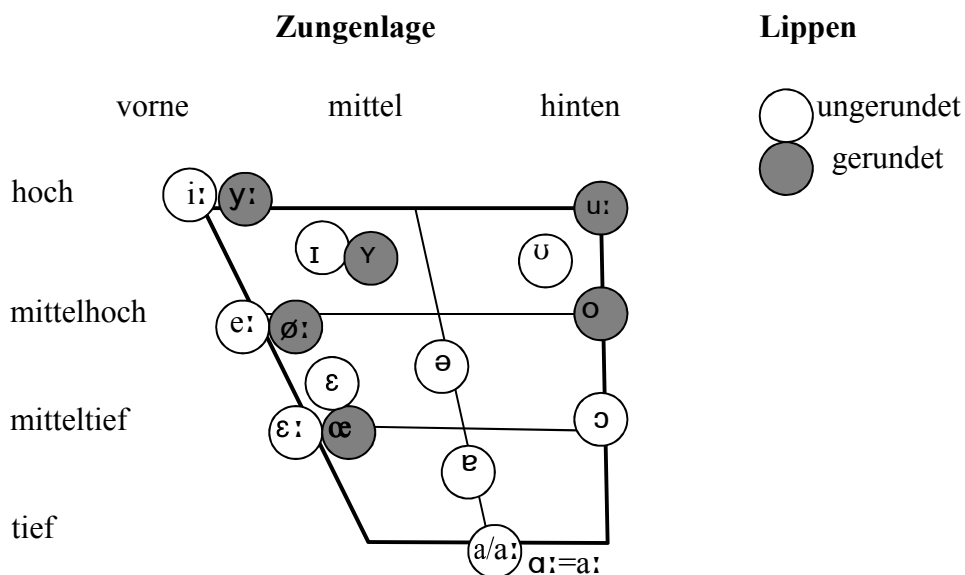 Zungenlage Lippen
vorne mittel hinten
ungerundet
gerundet
hoch iː yː uː
ɪ ʏ ʊ
mittelhoch eː øː o
ə
ɛ
mitteltief ɛː œ ɔ
ɐ
tief a/aː ɑː=aː